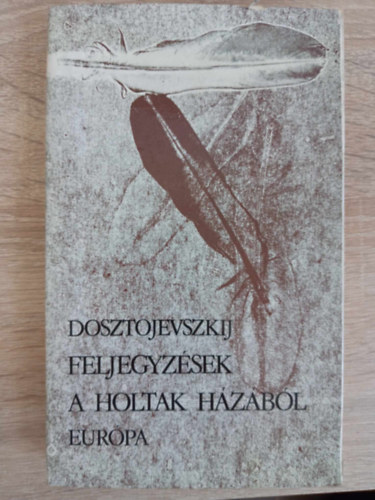 DOSZTOJEVSZKIJ
FELJEGYZÉSEK
A HOLTAK HÁZÁBÓL
EURÓPA